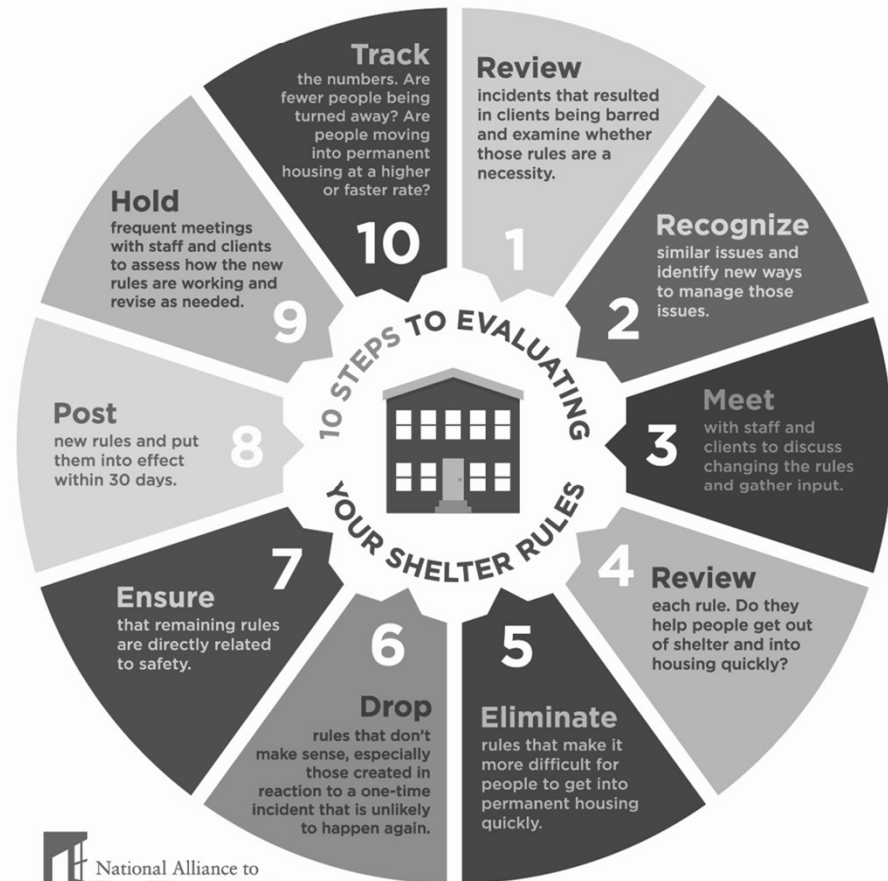 10 STEPS TO EVALUATING
YOUR SHELTER RULES
1
Review
incidents that resulted
in clients being barred
and examine whether
those rules are a
necessity.
2
Recognize
similar issues and
identify new ways
to manage those
issues.
3
Meet
with staff and
clients to discuss
changing the rules
and gather input.
4
Review
each rule. Do they
help people get out
of shelter and into
housing quickly?
5
Eliminate
rules that make it
more difficult for
people to get into
permanent housing
quickly.
6
Drop
rules that don't
make sense, especially
those created in
reaction to a one-time
incident that is unlikely
to happen again.
7
Ensure
that remaining rules
are directly related
to safety.
8
Post
new rules and put
them into effect
within 30 days.
9
Hold
frequent meetings
with staff and clients
to assess how the new
rules are working and
revise as needed.
10
Track
the numbers. Are
fewer people being
turned away? Are
people moving
into permanent
housing at a higher
or faster rate?
National Alliance to